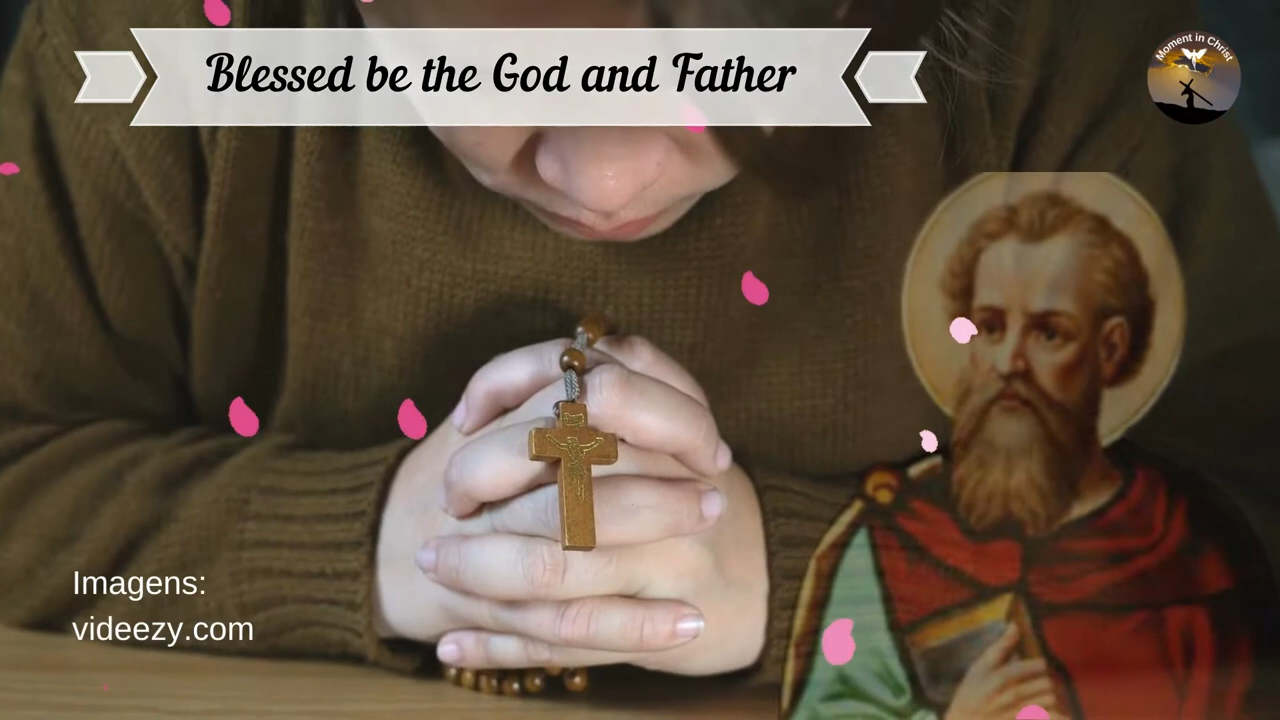 Blessed be the God and Father
Moment in Christ
Imagens:
videezy.com